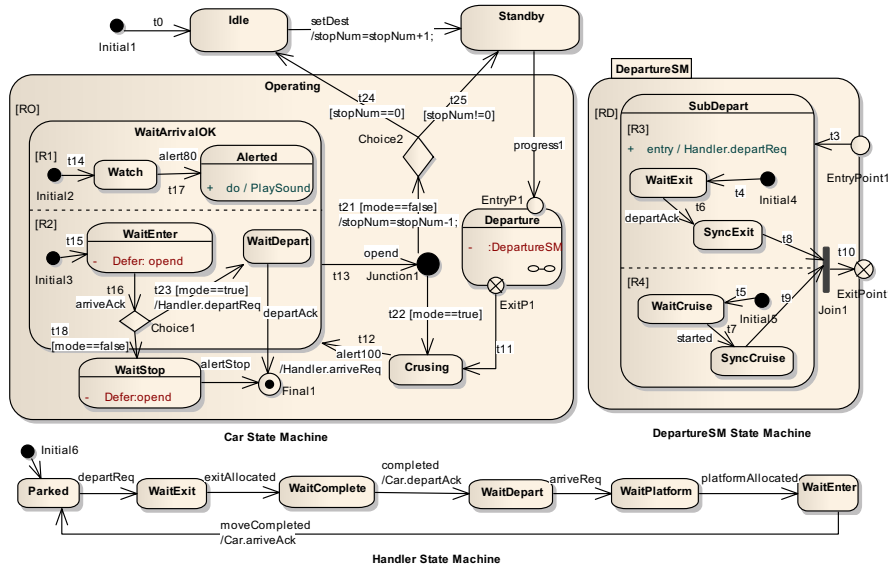 Initial1
t0
Idle
setDest
/stopNum=stopNum+1;
Standby
Operating
[RO]
t24
[stopNum==0]
t25
[stopNum!=0]
Choice2
progress1
WaitArrivalOK
[R1]
t14
Initial2
Watch
alert80
t17
Alerted
+ do / PlaySound
[R2]
t15
Initial3
WaitEnter
- Defer: opend
WaitDepart
t16
arriveAck
t23 [mode==true]
/Handler.departReq
Choice1
departAck
t18
[mode==false]
WaitStop
- Defer:opend
alertStop
Final1
t21 [mode==false]
/stopNum=stopNum-1;
opend
t13
Junction1
t22 [mode==true]
t12
alert100
/Handler.arriveReq
Crusing
t11
EntryP1
Departure
- :DepartureSM
ExitP1
Car State Machine
DepartureSM
[RD]
SubDepart
[R3]
+ entry / Handler.departReq
t3
EntryPoint1
WaitExit
t4
Initial4
t6
departAck
SyncExit
t8
t10
ExitPoint
Join1
[R4]
WaitCruise
t5
Initial5
t7
started
t9
SyncCruise
DepartureSM State Machine
Initial6
Parked
departReq
WaitExit
exitAllocated
WaitComplete
completed
/Car.departAck
WaitDepart
arriveReq
WaitPlatform
platformAllocated
WaitEnter
moveCompleted
/Car.arriveAck
Handler State Machine